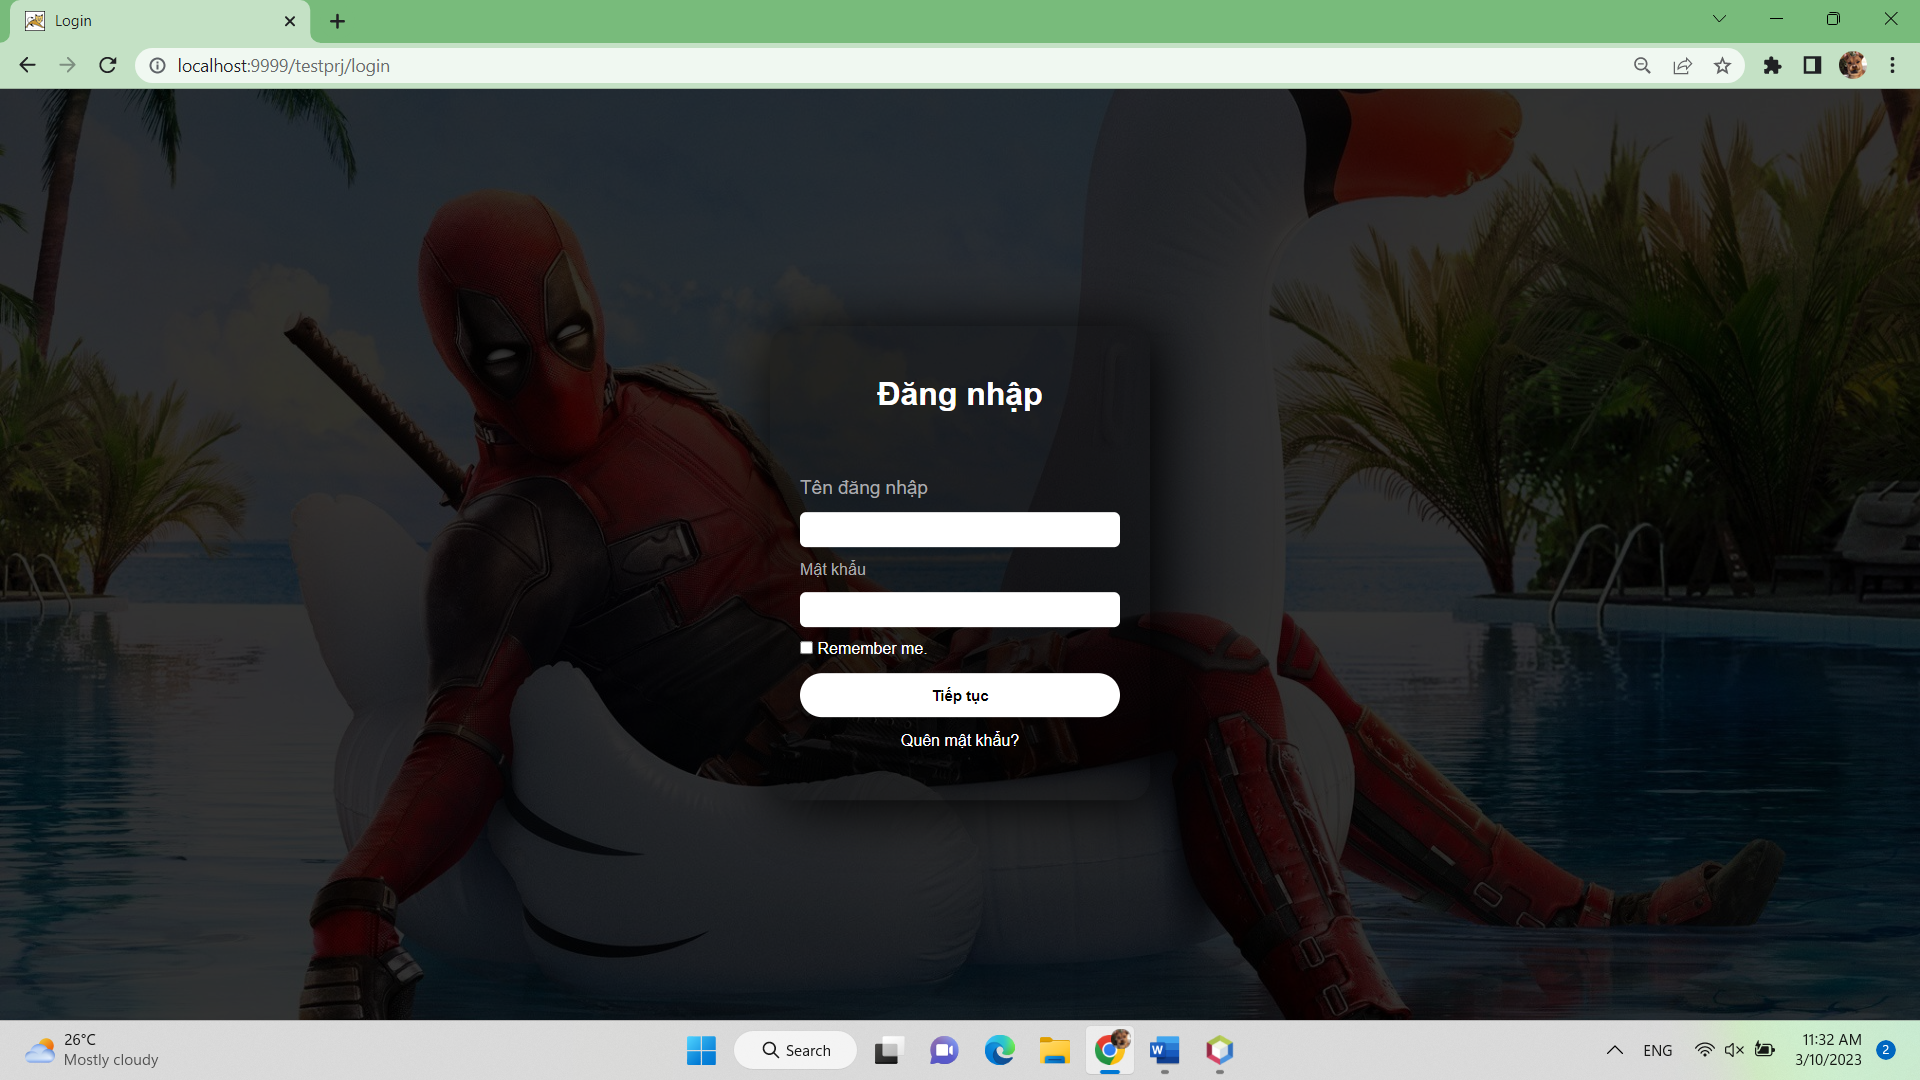 Login
localhost:9999/testprj/login
Đăng nhập
Tên đăng nhập
Mật khẩu
Remember me.
Tiếp tục
Quên mật khẩu?
26°C
Mostly cloudy
Search
W
ENG
11:32 AM
3/10/2023
2